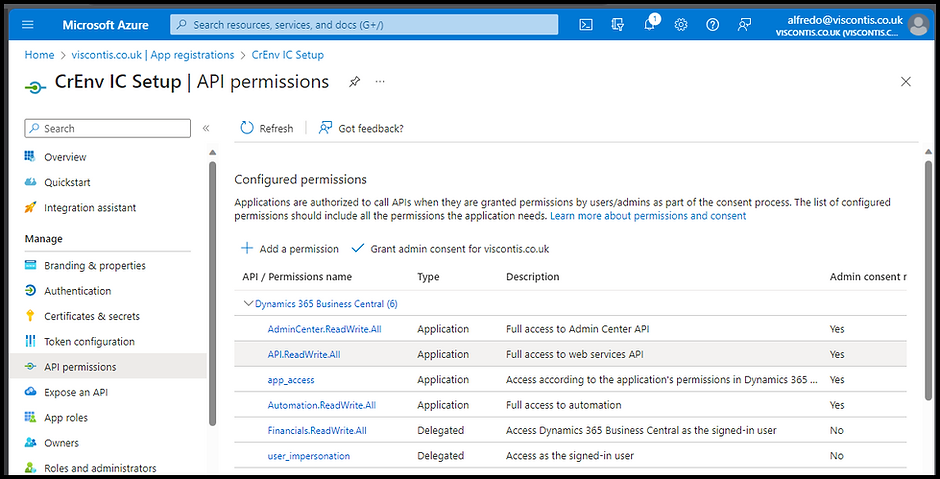 Microsoft Azure
Search resources, services, and docs (G+/)
1
alfredo@viscontis.co.uk
VISCONTIS.CO.UK (VISCONTIS.C...
Home > viscontis.co.uk | App registrations > CrEnv IC Setup
CrEnv IC Setup | API permissions
Search
Refresh
Got feedback?
Overview
Quickstart
Integration assistant
Manage
Branding & properties
Authentication
Certificates & secrets
Token configuration
API permissions
Expose an API
App roles
Owners
Roles and administrators
Configured permissions
Applications are authorized to call APIs when they are granted permissions by users/admins as part of the consent process. The list of configured
permissions should include all the permissions the application needs. Learn more about permissions and consent
Add a permission
Grant admin consent for viscontis.co.uk
API / Permissions name Type Description Admin consent r
Dynamics 365 Business Central (6)
AdminCenter.ReadWrite.All Application Full access to Admin Center API Yes
API.ReadWrite.All Application Full access to web services API Yes
app_access Application Access according to the application's permissions in Dynamics 365 ... Yes
Automation.ReadWrite.All Application Full access to automation Yes
Financials.ReadWrite.All Delegated Access Dynamics 365 Business Central as the signed-in user No
user_impersonation Delegated Access as the signed-in user No